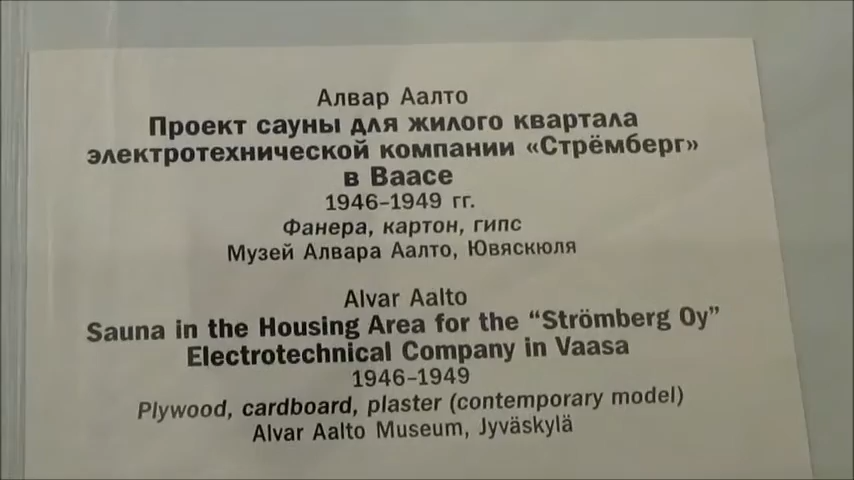 Алвар Аалто
Проект сауны для жилого квартала
электротехнической компании «Стрёмберг»
в Ваасе
1946–1949 гг.
Фанера, картон, гипс
Музей Алвара Аалто, Ювяскюля
Alvar Aalto
Sauna in the Housing Area for the “Strömberg Oy”
Electrotechnical Company in Vaasa
1946–1949
Plywood, cardboard, plaster (contemporary model)
Alvar Aalto Museum, Jyväskylä